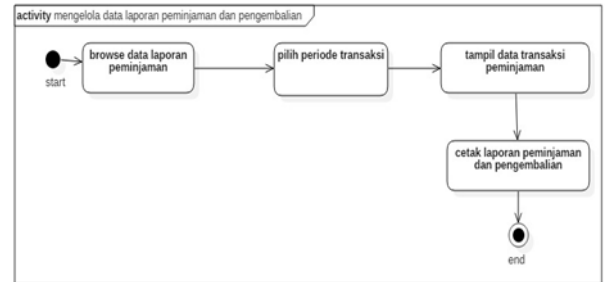 activity mengelola data laporan peminjaman dan pengembalian
start
browse data laporan
peminjaman
pilih periode transaksi
tampil data transaksi
peminjaman
cetak laporan peminjaman
dan pengembalian
end